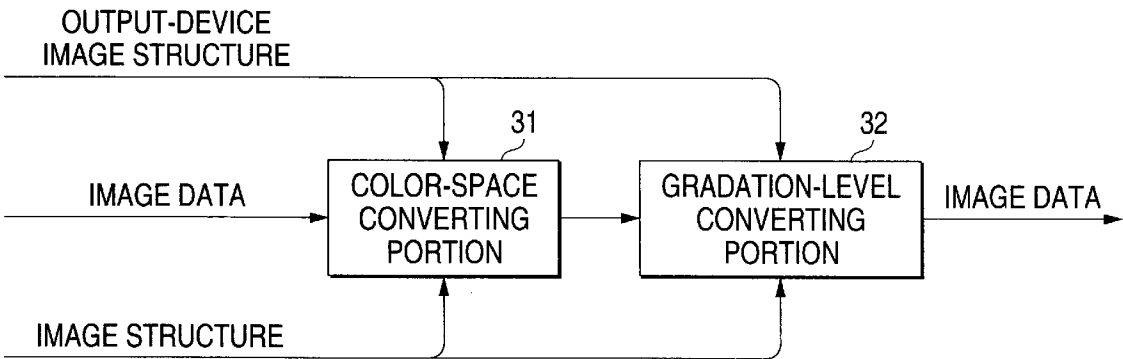 OUTPUT-DEVICE
IMAGE STRUCTURE
31
32
IMAGE DATA
COLOR-SPACE
CONVERTING
PORTION
GRADATION-LEVEL
CONVERTING
PORTION
IMAGE DATA
IMAGE STRUCTURE